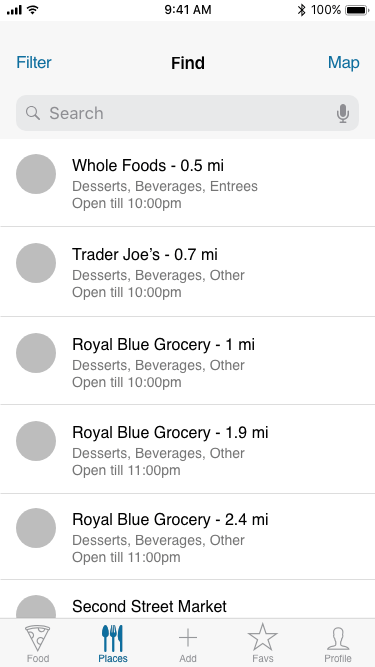 9:41 AM
100%
Filter
Find
Map
Search
Whole Foods - 0.5 mi
Desserts, Beverages, Entrees
Open till 10:00pm
Trader Joe’s - 0.7 mi
Desserts, Beverages, Other
Open till 10:00pm
Royal Blue Grocery - 1 mi
Desserts, Beverages, Other
Open till 10:00pm
Royal Blue Grocery - 1.9 mi
Desserts, Beverages, Other
Open till 11:00pm
Royal Blue Grocery - 2.4 mi
Desserts, Beverages, Other
Open till 11:00pm
Second Street Market
Food
Places
Add
Favs
Profile